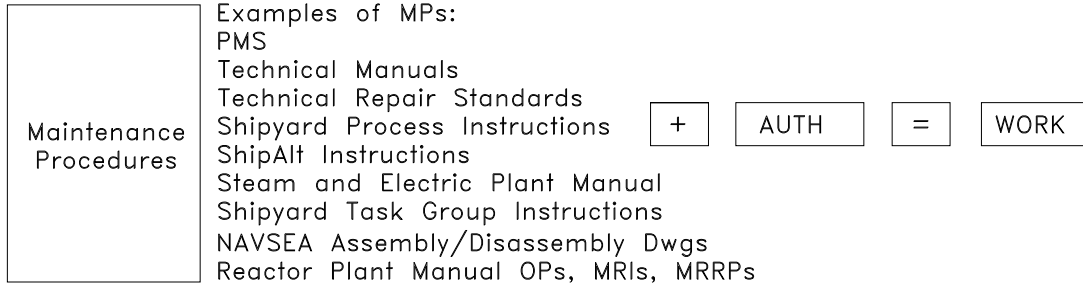 Maintenance
Procedures
Examples of MPs:
PMS
Technical Manuals
Technical Repair Standards
Shipyard Process Instructions
ShipAlt Instructions
Steam and Electric Plant Manual
Shipyard Task Group Instructions
NAVSEA Assembly/Disassembly Dwgs
Reactor Plant Manual OPs, MRIs, MRRPs
+
AUTH
=
WORK